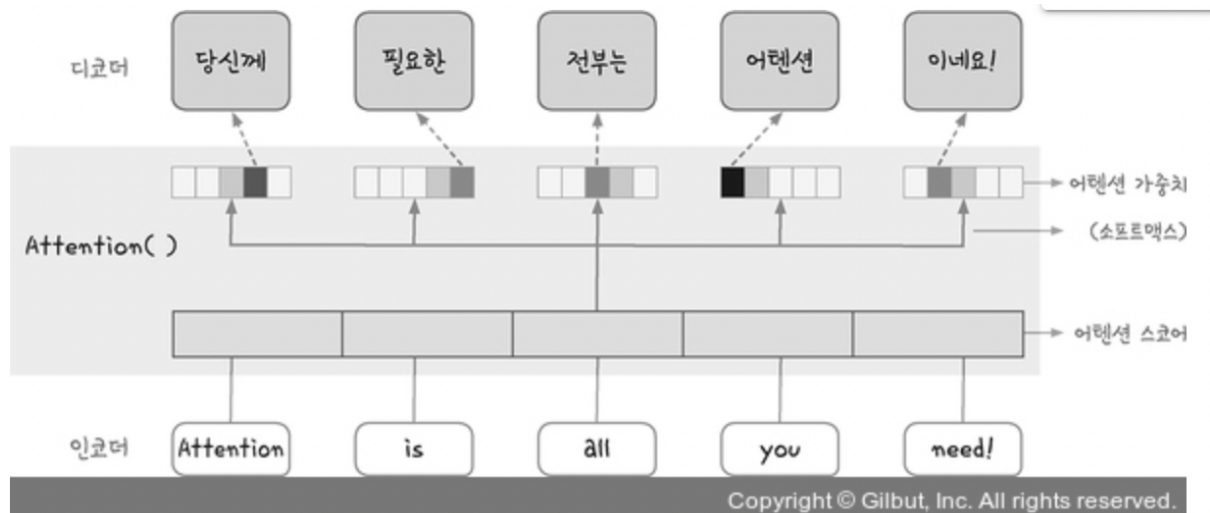 디코더
당신께
필요한
전부는
어텐션
이네요!
어텐션 가중치
(소프트맥스)
Attention( )
어텐션 스코어
인코더
Attention
is
all
you
need!
Copyright © Gilbut, Inc. All rights reserved.